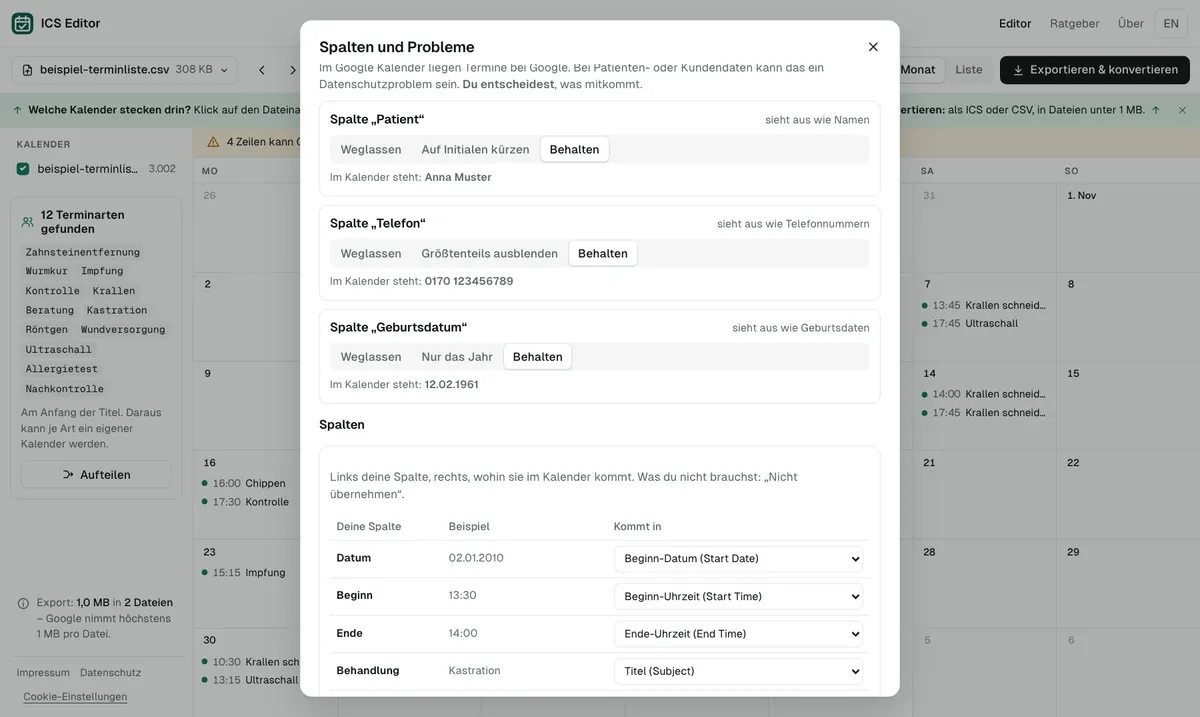 ICS Editor
Editor
Ratgeber
Über
EN
beispiel-terminliste.csv 308 KB
Monat
Liste
Exportieren & konvertieren
Welche Kalender stecken drin? Klick auf den Dateina
ertieren: als ICS oder CSV, in Dateien unter 1 MB.
KALENDER
beispiel-terminlis... 3.002
4 Zeilen kann
12 Terminarten
gefunden
Zahnsteinentfernung
Wurmkur Impfung
Kontrolle Krallen
Beratung Kastration
Röntgen Wundversorgung
Ultraschall
Allergietest
Nachkontrolle
Am Anfang der Titel. Daraus
kann je Art ein eigener
Kalender werden.
Aufteilen
Export: 1,0 MB in 2 Dateien
– Google nimmt höchstens
1 MB pro Datei.
Impressum Datenschutz
Cookie-Einstellungen
MO
26
2
9
16
16:00 Chippen
17:30 Kontrolle
23
15:15 Impfung
30
10:30 Krallen sch
13:15 Ultraschall
Spalten und Probleme
Im Google Kalender liegen Termine bei Google. Bei Patienten- oder Kundendaten kann das ein
Datenschutzproblem sein. Du entscheidest, was mitkommt.
Spalte „Patient“
sieht aus wie Namen
Weglassen
Auf Initialen kürzen
Behalten
Im Kalender steht: Anna Muster
Spalte „Telefon“
sieht aus wie Telefonnummern
Weglassen
Größtenteils ausblenden
Behalten
Im Kalender steht: 0170 123456789
Spalte „Geburtsdatum“
sieht aus wie Geburtsdaten
Weglassen
Nur das Jahr
Behalten
Im Kalender steht: 12.02.1961
Spalten
Links deine Spalte, rechts, wohin sie im Kalender kommt. Was du nicht brauchst: „Nicht
übernehmen“.
Deine Spalte Beispiel Kommt in
Datum 02.01.2010 Beginn-Datum (Start Date)
Beginn 13:30 Beginn-Uhrzeit (Start Time)
Ende 14:00 Ende-Uhrzeit (End Time)
Behandlung Kastration Titel (Subject)
SA
SO
31
1. Nov
7
13:45 Krallen schneid...
17:45 Ultraschall
8
14
14:00 Krallen schneid...
17:45 Krallen schneid...
15
21
22
28
29
5
6